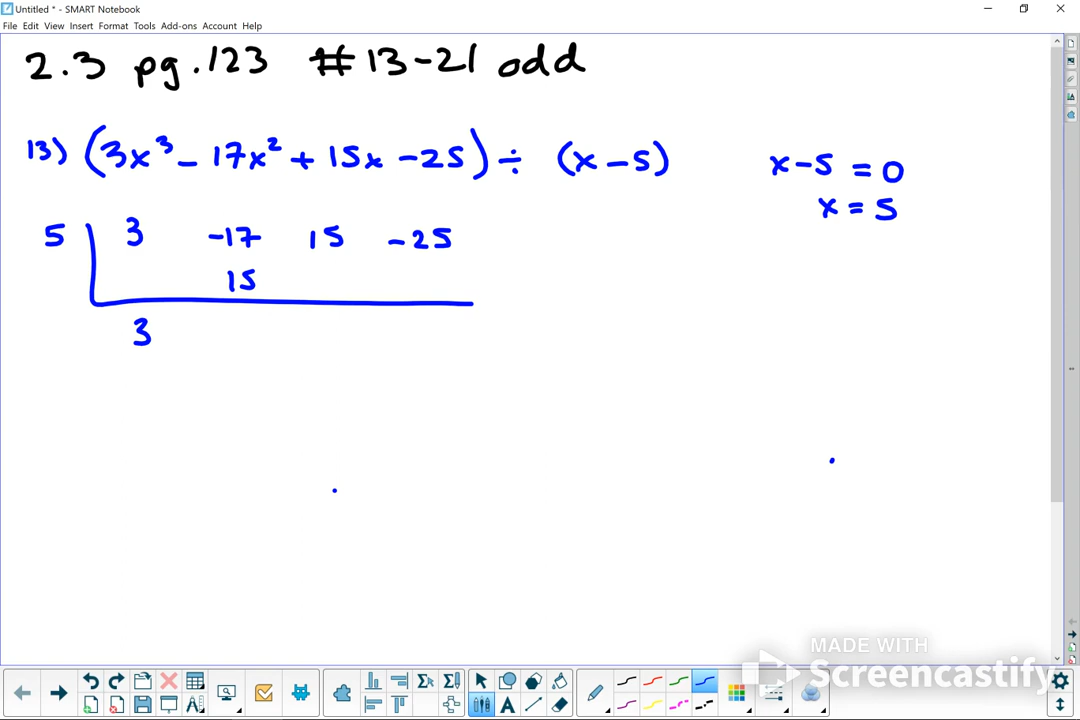 Untitled * - SMART Notebook
File Edit View Insert Format Tools Add-ons Account Help
2.3 pg.123 #13-21 odd
13) (3x³ - 17x² + 15x - 25) ÷ (x - 5)
x - 5 = 0
x = 5
5 3 -17 15 -25
15
3
MADE WITH
Screencastify